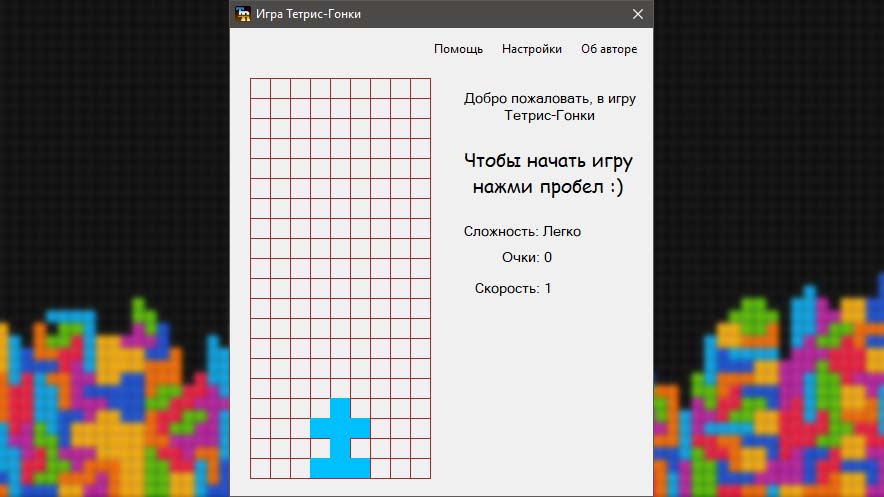 Игра Тетрис-Гонки
Помощь Настройки Об авторе
Добро пожаловать, в игру
Тетрис-Гонки
Чтобы начать игру
нажми пробел :)
Сложность: Легко
Очки: 0
Скорость: 1